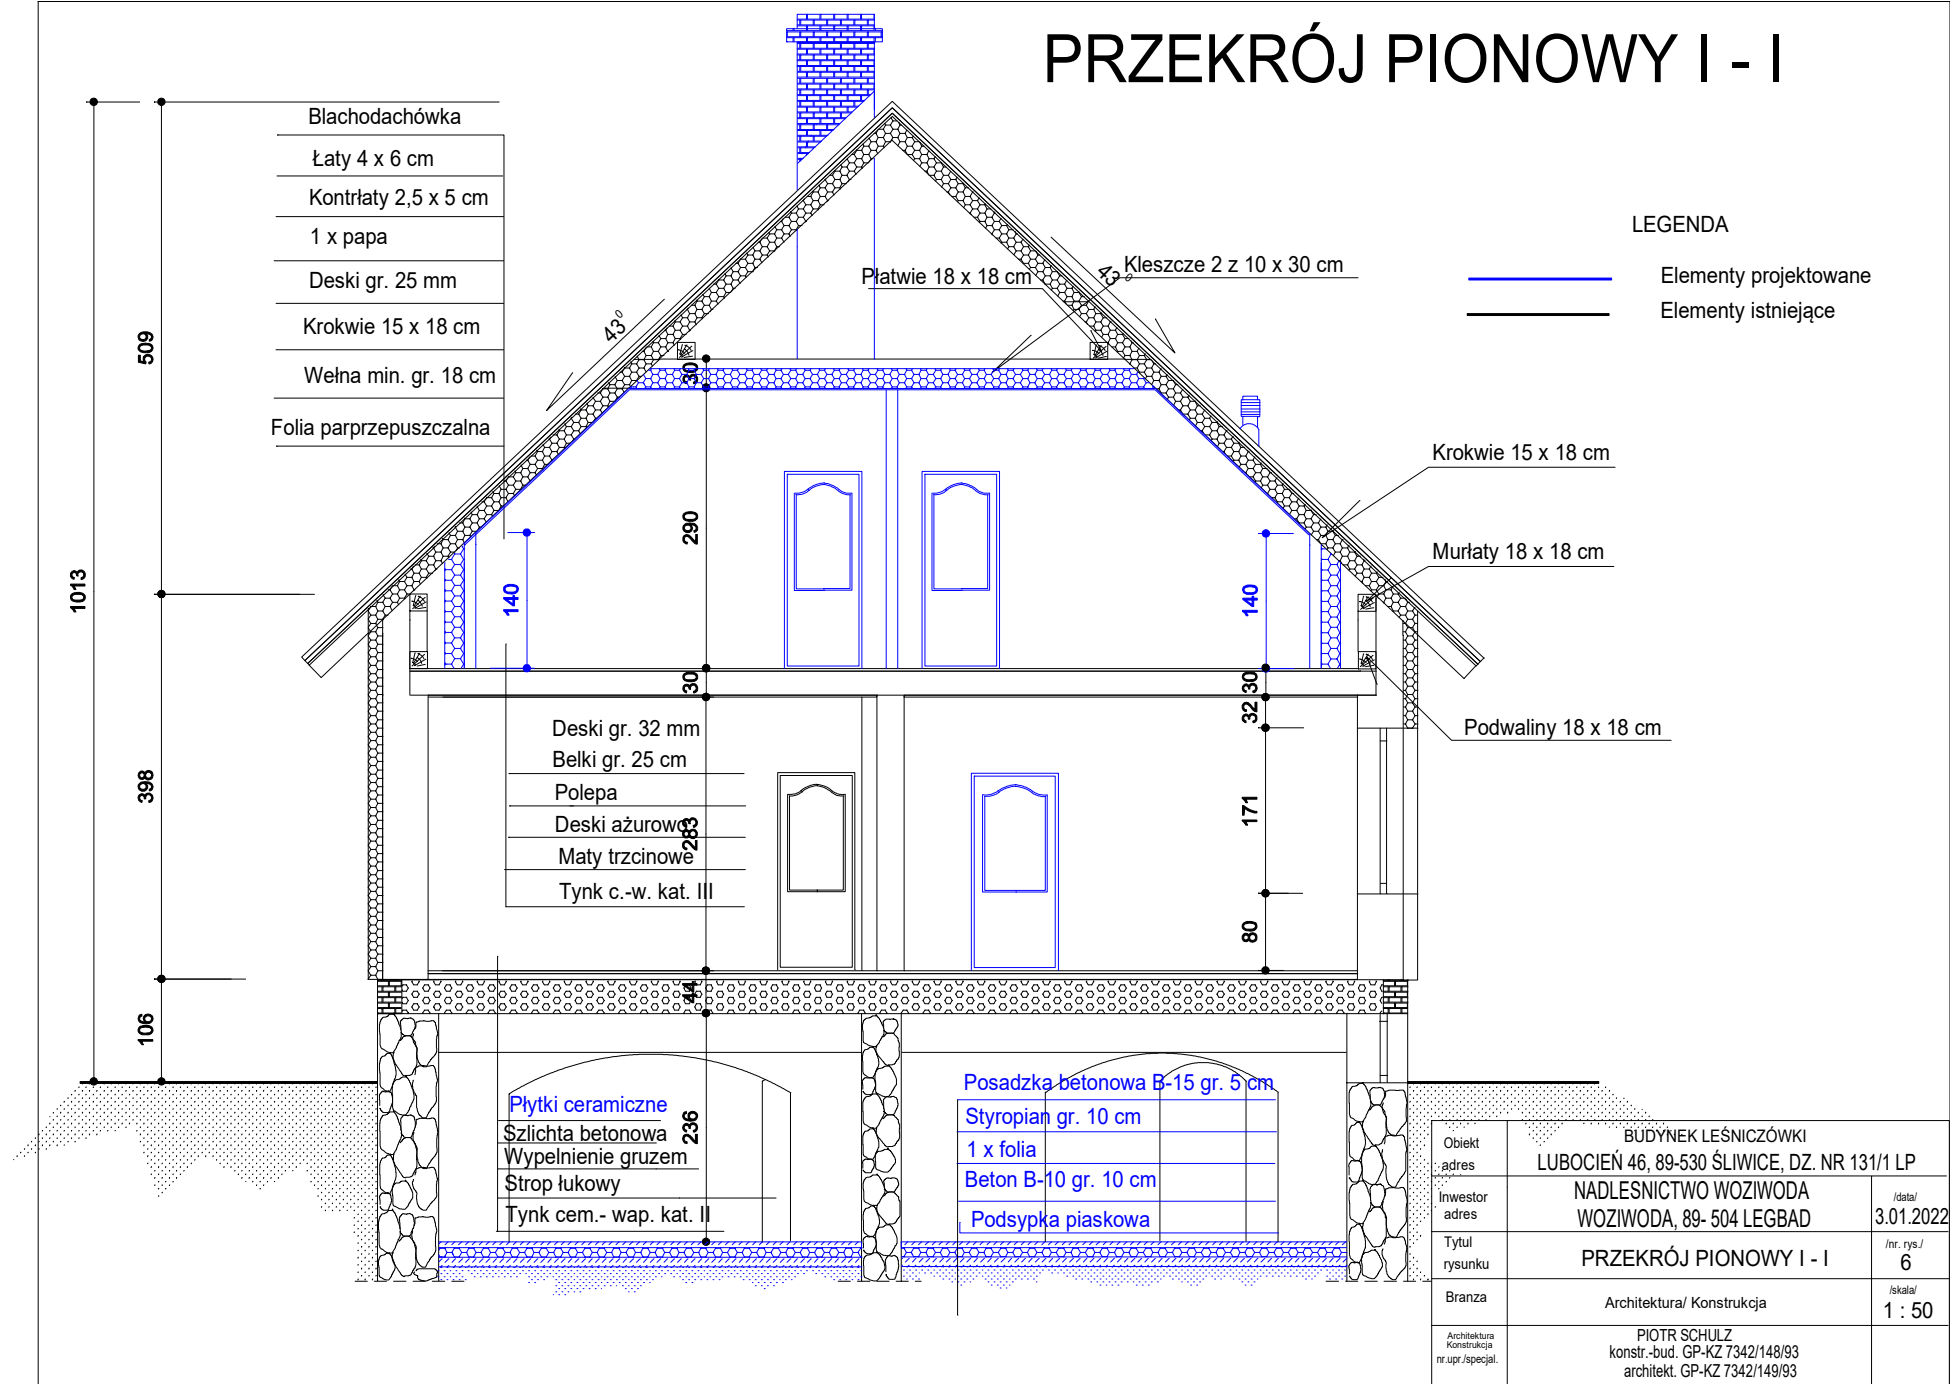 PRZEKRÓJ PIONOWY I - I
Blachodachówka
Łaty 4 x 6 cm
Kontrłaty 2,5 x 5 cm
1 x papa
Deski gr. 25 mm
Krokwie 15 x 18 cm
Wełna min. gr. 18 cm
Folia parprzepuszczalna
LEGENDA
Elementy projektowane
Elementy istniejące
Płatwie 18 x 18 cm
Kleszcze 2 z 10 x 30 cm
43⁰
43⁰
Krokwie 15 x 18 cm
Murłaty 18 x 18 cm
Podwaliny 18 x 18 cm
1013
509
398
106
30
290
140
140
30
30
32
283
171
80
44
236
Deski gr. 32 mm
Belki gr. 25 cm
Polepa
Deski ażurowo
Maty trzcinowe
Tynk c.-w. kat. III
Płytki ceramiczne
Szlichta betonowa
Wypelnienie gruzem
Strop łukowy
Tynk cem.- wap. kat. II
Posadzka betonowa B-15 gr. 5 cm
Styropian gr. 10 cm
1 x folia
Beton B-10 gr. 10 cm
Podsypka piaskowa
Obiekt
adres
BUDYNEK LEŚNICZÓWKI
LUBOCIEŃ 46, 89-530 ŚLIWICE, DZ. NR 131/1 LP
Inwestor
adres
NADLESNICTWO WOZIWODA
WOZIWODA, 89- 504 LEGBAD
/data/
3.01.2022
Tytul
rysunku
PRZEKRÓJ PIONOWY I - I
/nr. rys./
6
Branza
Architektura/ Konstrukcja
/skala/
1 : 50
Architektura
Konstrukcja
nr.upr./specjal.
PIOTR SCHULZ
konstr.-bud. GP-KZ 7342/148/93
architekt. GP-KZ 7342/149/93